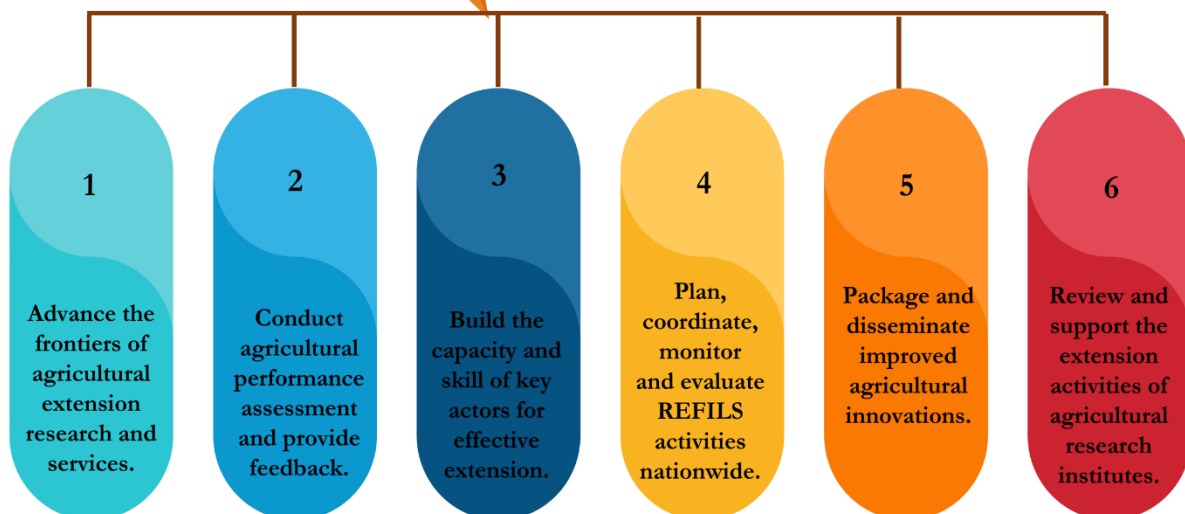 1
Advance the
frontiers of
agricultural
extension
research and
services.
2
Conduct
agricultural
performance
assessment
and provide
feedback.
3
Build the
capacity and
skill of key
actors for
effective
extension.
4
Plan,
coordinate,
monitor
and evaluate
REFILS
activities
nationwide.
5
Package and
disseminate
improved
agricultural
innovations.
6
Review and
support the
extension
activities of
agricultural
research
institutes.